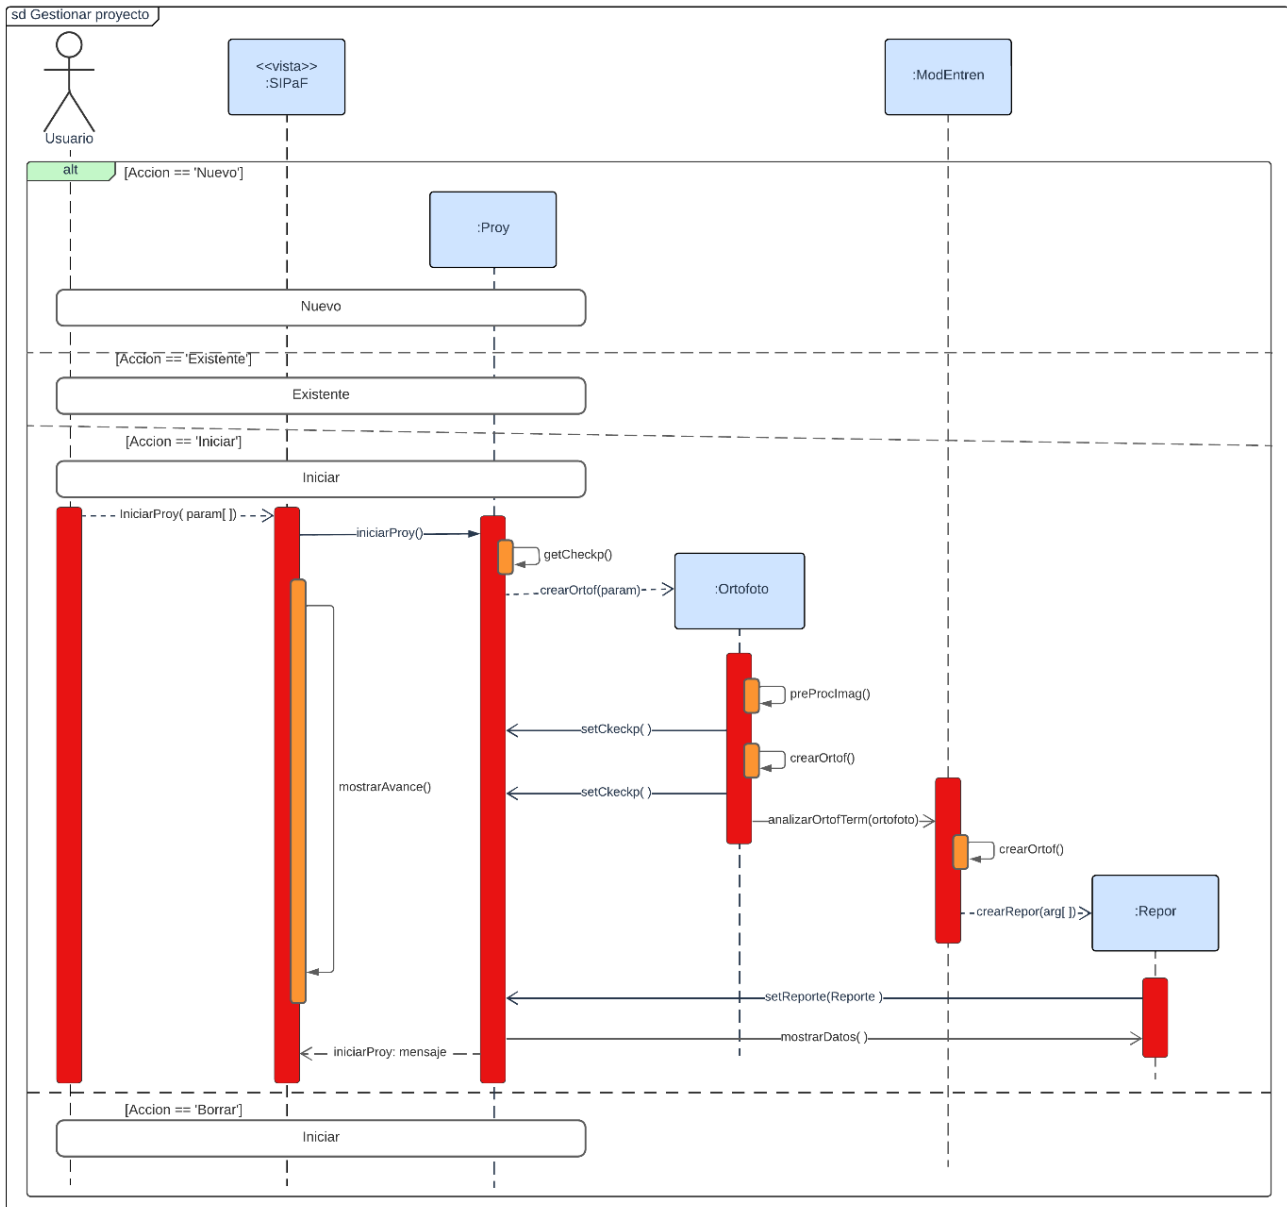 sd Gestionar proyecto
<<vista>>
:SIPaF
:ModEntren
Usuario
alt
[Accion == 'Nuevo']
:Proy
Nuevo
[Accion == 'Existente']
Existente
[Accion == 'Iniciar']
Iniciar
IniciarProy( param[ ])
iniciarProy()
getCheckp()
crearOrtof(param)
:Ortofoto
preProcImag()
setCkeckp( )
crearOrtof()
mostrarAvance()
setCkeckp( )
analizarOrtofTerm(ortofoto)
crearOrtof()
crearRepor(arg[ ])
:Repor
setReporte(Reporte )
mostrarDatos( )
iniciarProy: mensaje
[Accion == 'Borrar']
Iniciar